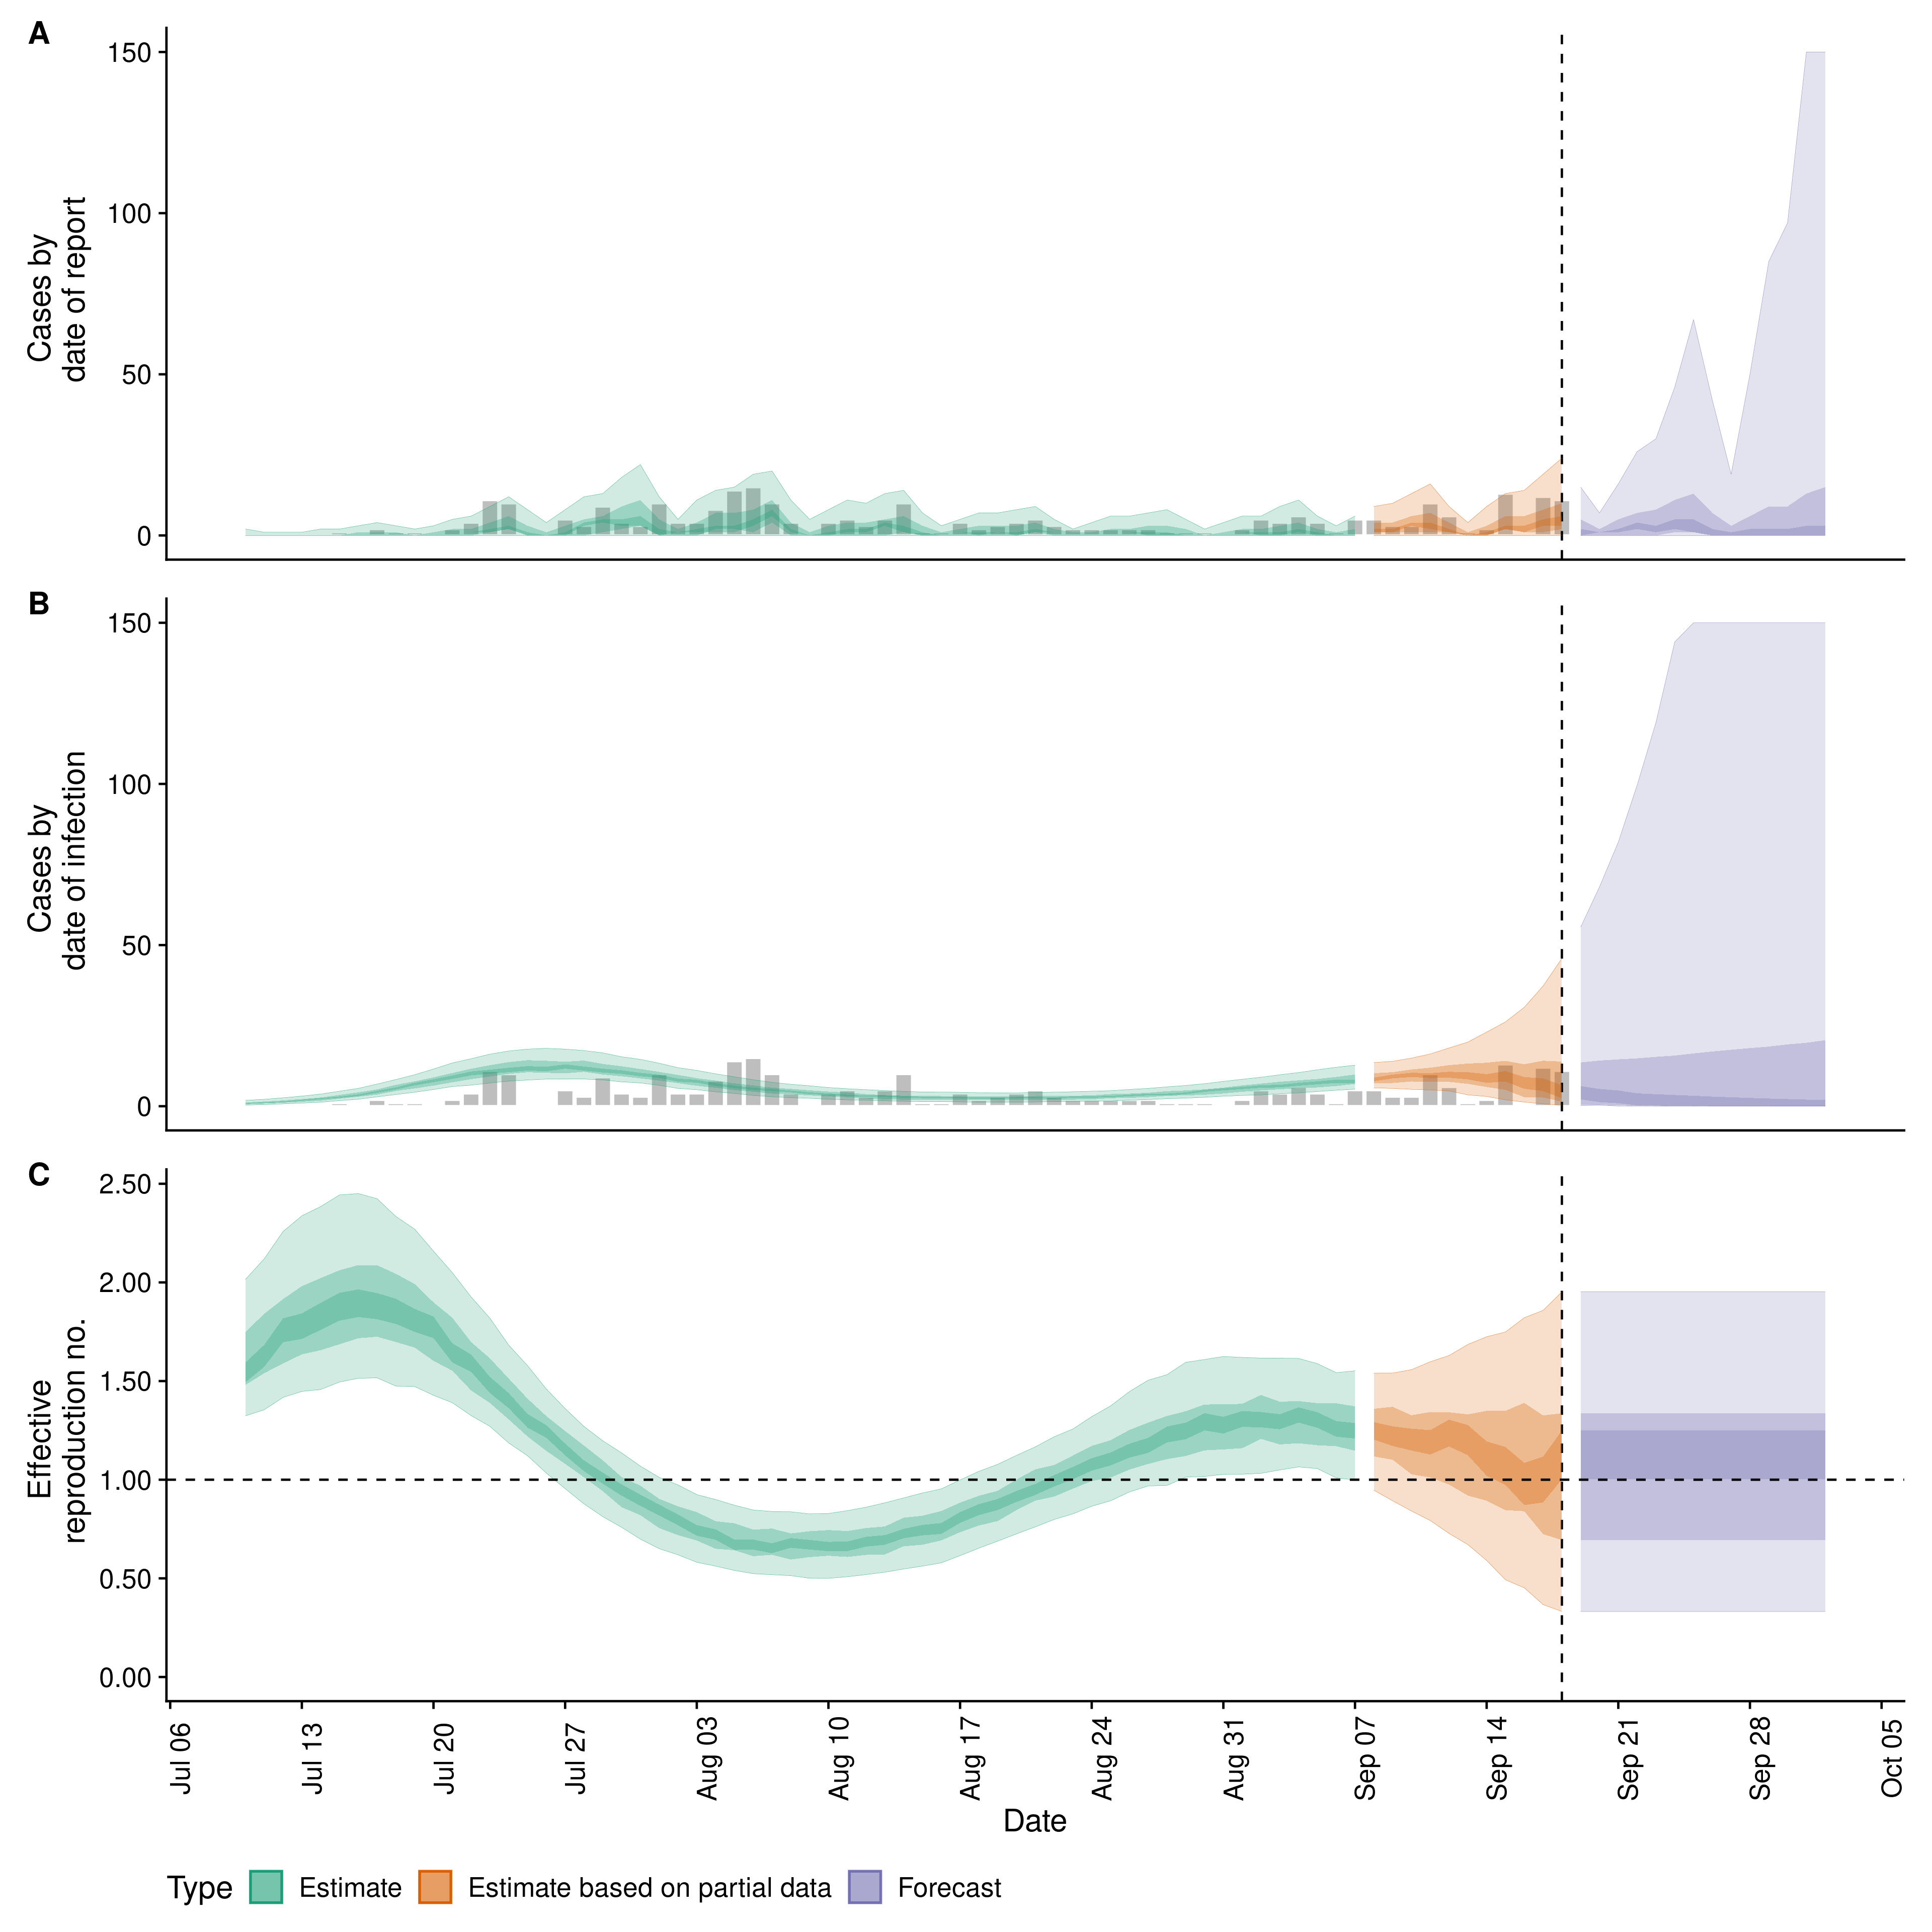 A
150
100
50
0
Cases by
date of report
B
150
100
50
0
Cases by
date of infection
C
2.50
2.00
1.50
1.00
0.50
0.00
Effective
reproduction no.
Jul 06
Jul 13
Jul 20
Jul 27
Aug 03
Aug 10
Aug 17
Aug 24
Aug 31
Sep 07
Sep 14
Sep 21
Sep 28
Oct 05
Date
Type Estimate Estimate based on partial data Forecast